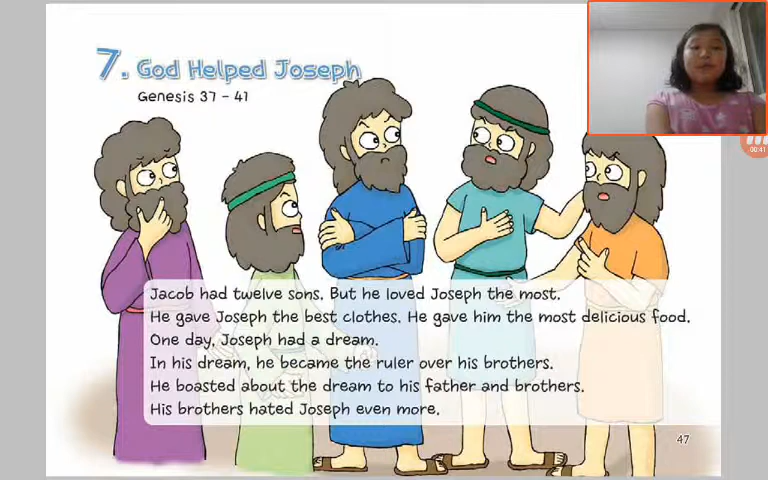 7. God Helped Joseph
Genesis 37 - 41
Jacob had twelve sons. But he loved Joseph the most.
He gave Joseph the best clothes. He gave him the most delicious food.
One day, Joseph had a dream.
In his dream, he became the ruler over his brothers.
He boasted about the dream to his father and brothers.
His brothers hated Joseph even more.
47
00:41